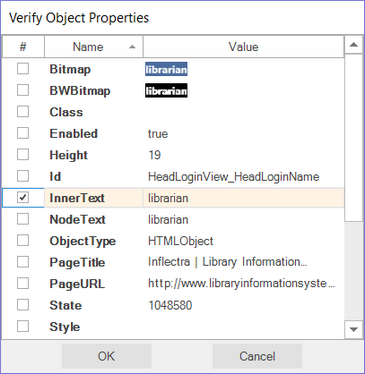 Verify Object Properties
# Name Value
Bitmap librarian
BWBitmap librarian
Class
Enabled true
Height 19
Id HeadLoginView_HeadLoginName
InnerText librarian
NodeText librarian
ObjectType HTMLObject
PageTitle Inflectra | Library Information...
PageURL http://www.libraryinformationsyste...
State 1048580
Style
OK Cancel